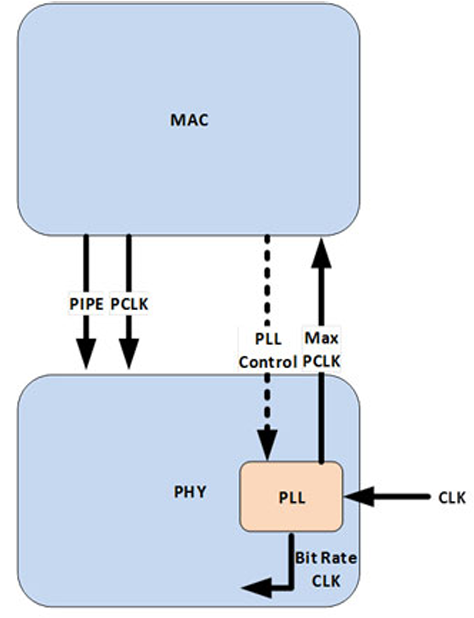 MAC
PIPE
PCLK
PLL
Control
Max
PCLK
PHY
PLL
CLK
Bit Rate
CLK